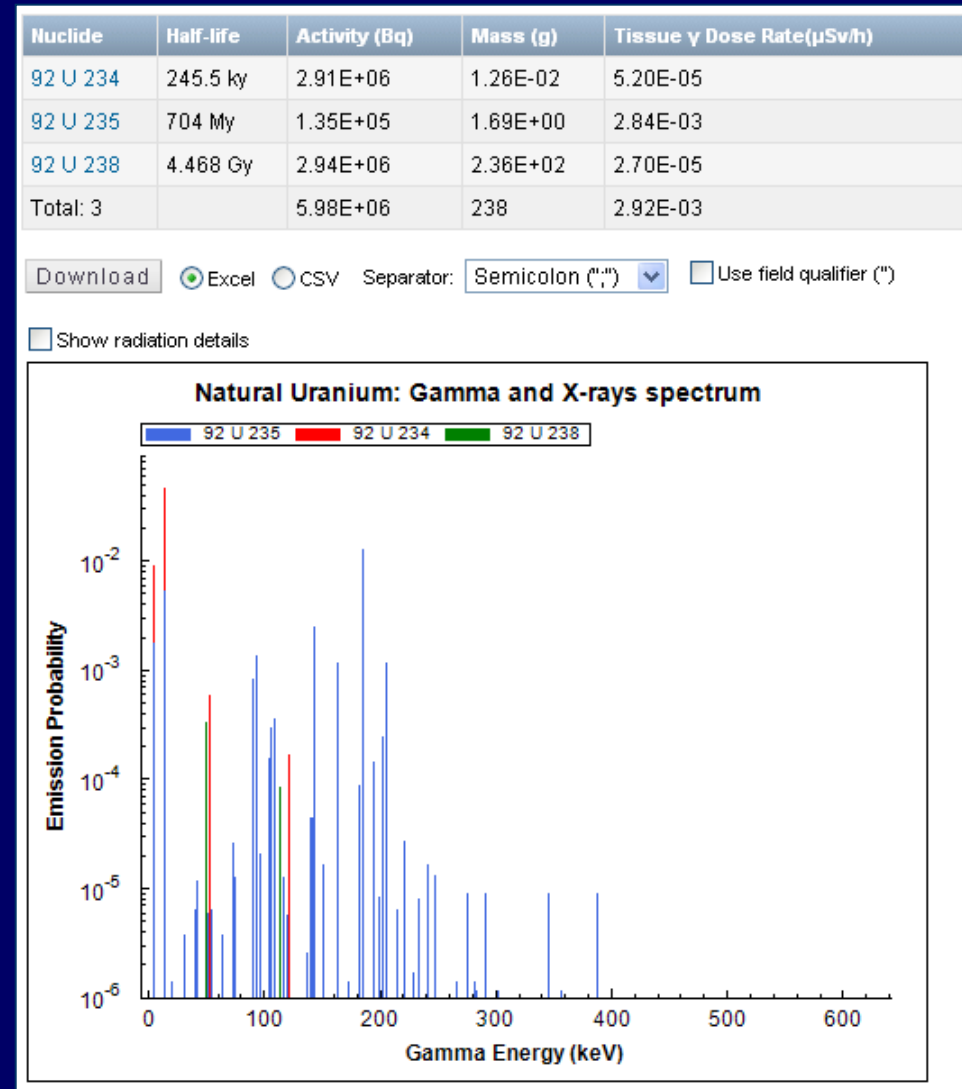 Nuclide Half-life Activity (Bq) Mass (g) Tissue γ Dose Rate(μSv/h)
92 U 234 245.5 ky 2.91E+06 1.26E-02 5.20E-05
92 U 235 704 My 1.35E+05 1.69E+00 2.84E-03
92 U 238 4.468 Gy 2.94E+06 2.36E+02 2.70E-05
Total: 3 5.98E+06 238 2.92E-03
Download Excel CSV Separator: Semicolon (";") Use field qualifier (")
Show radiation details
Natural Uranium: Gamma and X-rays spectrum
92 U 235 92 U 234 92 U 238
10-2
10-3
10-4
10-5
10-6
Emission Probability
0 100 200 300 400 500 600
Gamma Energy (keV)